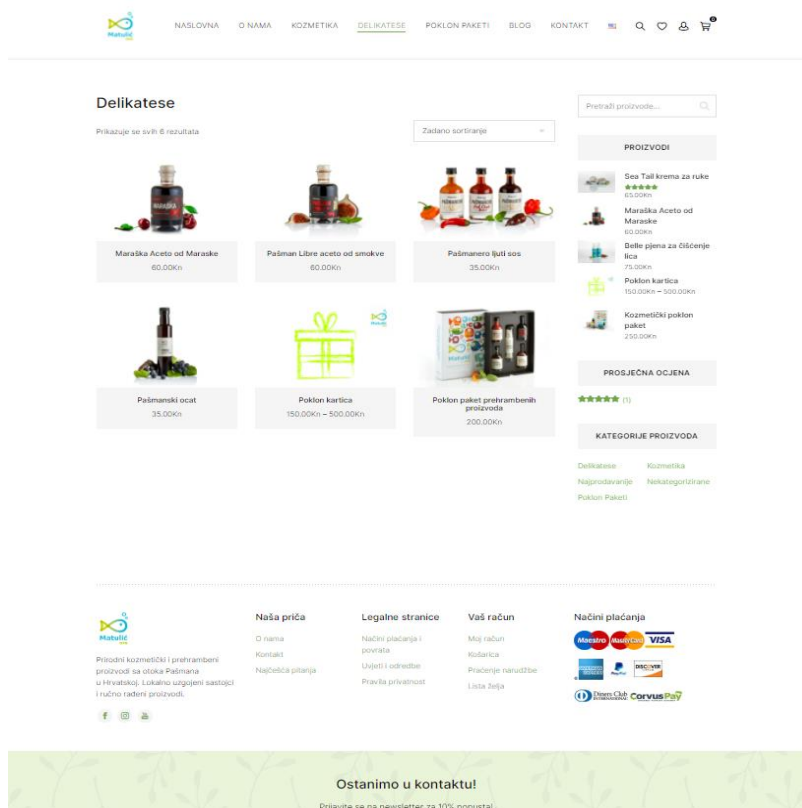 Matulić
NASLOVNA O NAMA KOZMETIKA DELIKATESE POKLON PAKETI BLOG KONTAKT 0
Delikatese
Prikazuje se svih 6 rezultata
Zadano sortiranje
MARAŠKA
Maraška Aceto od Maraske
60.00Kn
Pašman Libre aceto od smokve
60.00Kn
Pašmanero ljuti sos
35.00Kn
Pašmanski ocat
35.00Kn
Matulić
Poklon kartica
150.00Kn – 500.00Kn
Poklon paket prehrambenih
proizvoda
200.00Kn
Pretraži proizvode...
PROIZVODI
Sea Tail krema za ruke
65.00Kn
Maraška Aceto od
Maraske
60.00Kn
Belle pjena za čišćenje
lica
75.00Kn
Poklon kartica
150.00Kn – 500.00Kn
Kozmetički poklon
paket
250.00Kn
PROSJEČNA OCJENA
(1)
KATEGORIJE PROIZVODA
Delikatese Kozmetika
Najprodavanije Nekategorizirane
Poklon Paketi
Matulić
Prirodni kozmetički i prehrambeni
proizvodi sa otoka Pašmana
u Hrvatskoj. Lokalno uzgojeni sastojci
i ručno rađeni proizvodi.
Naša priča
O nama
Kontakt
Najčešća pitanja
Legalne stranice
Načini plaćanja i
povrata
Uvjeti i odredbe
Pravila privatnosti
Vaš račun
Moj račun
Košarica
Praćenje narudžbe
Lista želja
Načini plaćanja
Maestro MasterCard VISA
PayPal DISCOVER
Diners Club INTERNATIONAL CorvusPay
Ostanimo u kontaktu!
Prijavite se na newsletter za 10% popusta!